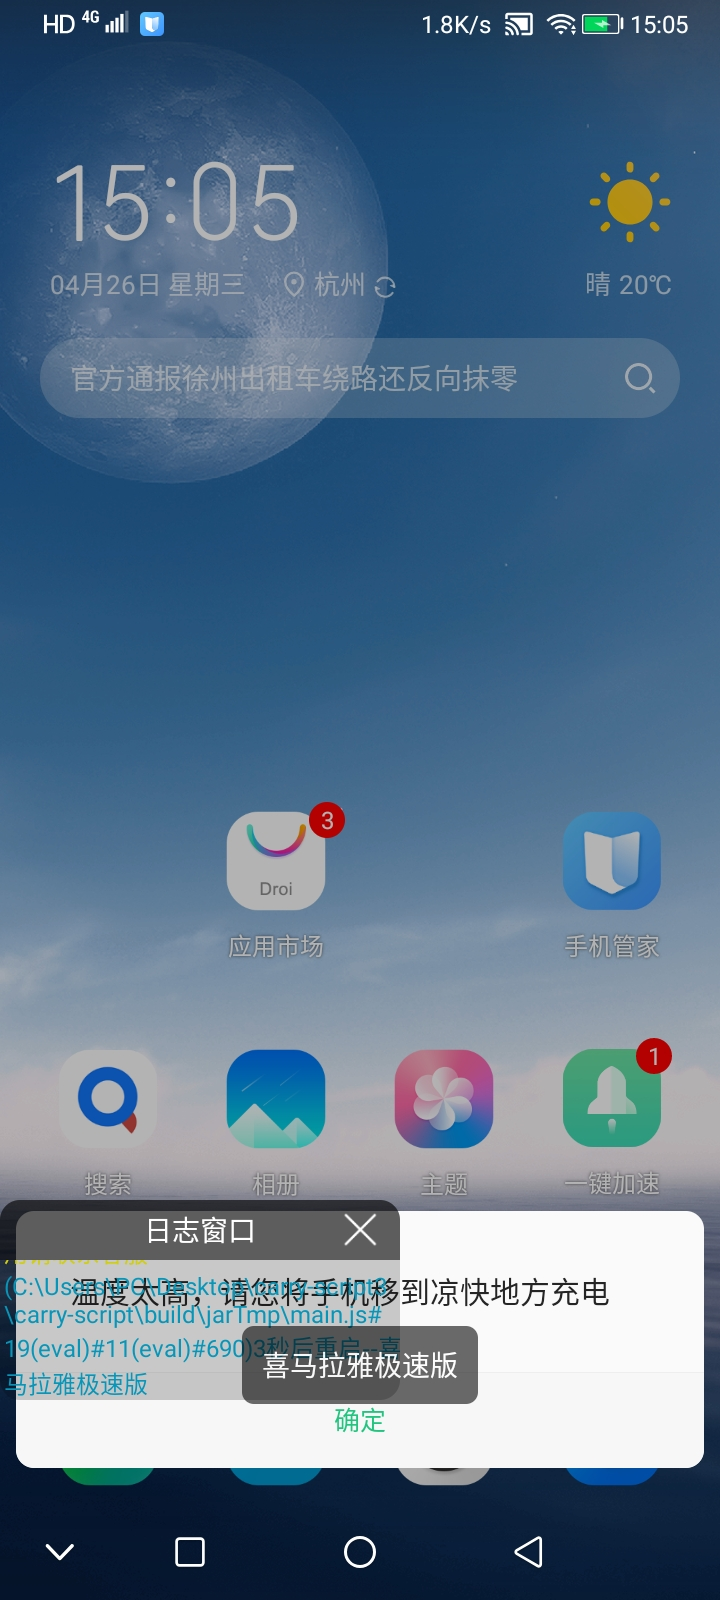 HD 4G 1.8K/s 15:05
15:05
04月26日 星期三 杭州
晴 20℃
官方通报徐州出租车绕路还反向抹零
3
Droi
应用市场
手机管家
1
搜索
相册
主题
一键加速
日志窗口
(C:\Users\PC\Desktop\carry-script3
\carry-script\build\jarTmp\main.js#
19(eval)#11(eval)#690)3秒后重启--喜
马拉雅极速版
温度太高，请您将手机移到凉快地方充电
喜马拉雅极速版
确定